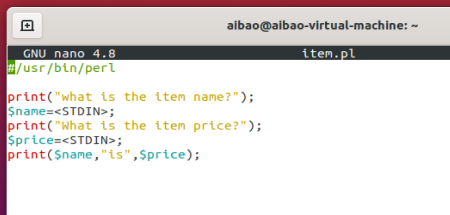 aibao@aibao-virtual-machine: ~
GNU nano 4.8 item.pl
#/usr/bin/perl
print("what is the item name?");
$name=<STDIN>;
print("What is the item price?");
$price=<STDIN>;
print($name,"is",$price);